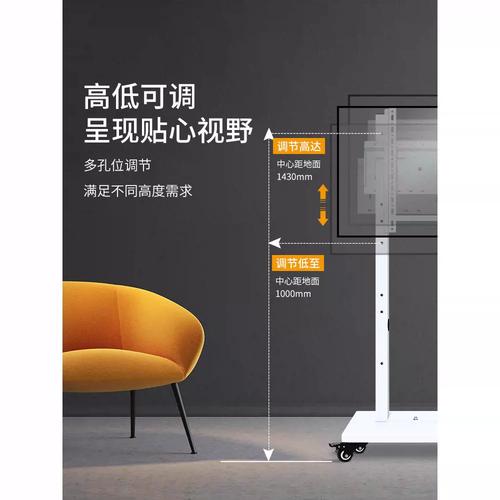 高低可调
呈现贴心视野
多孔位调节
满足不同高度需求
调节高达
中心距地面
1430mm
调节低至
中心距地面
1000mm